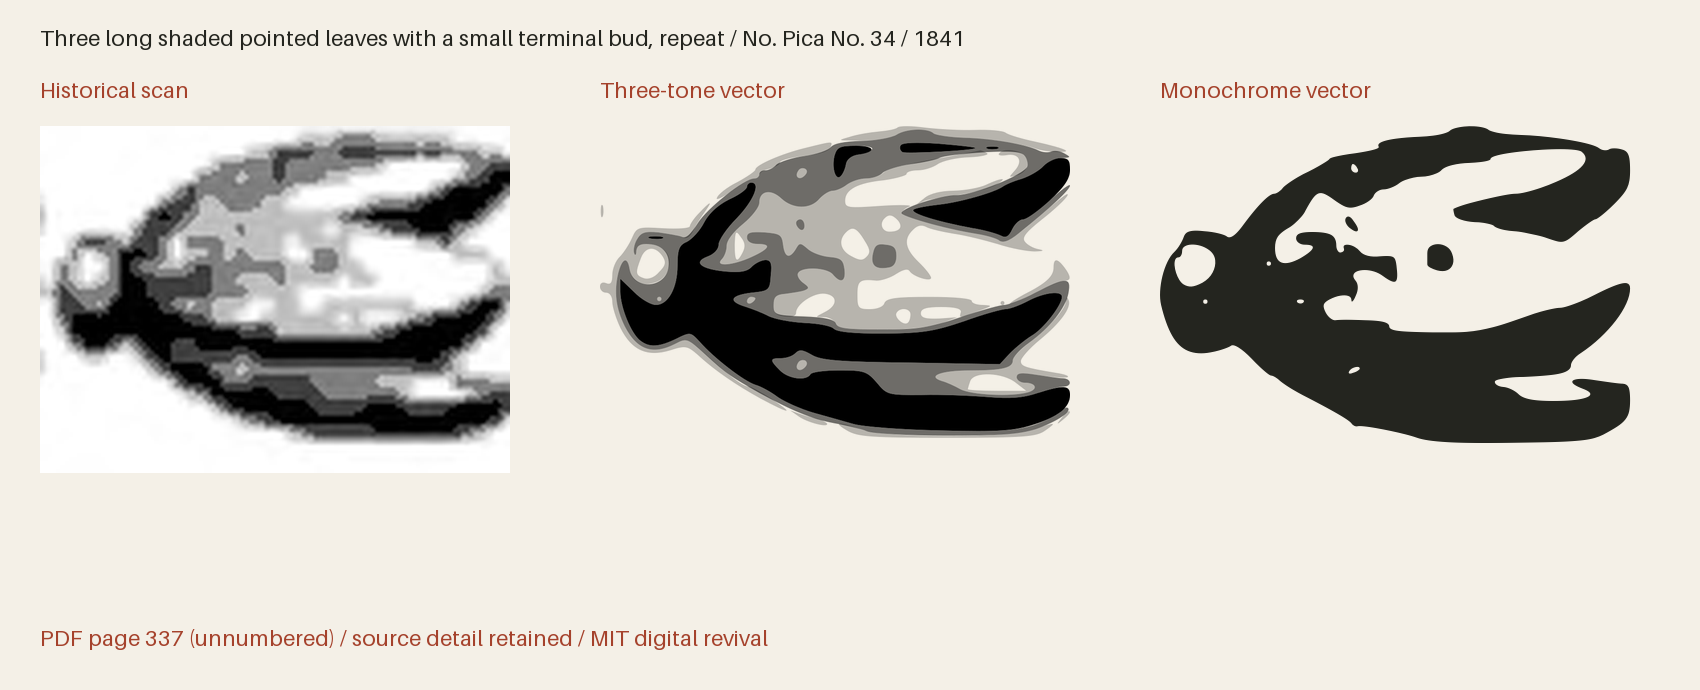 Three long shaded pointed leaves with a small terminal bud, repeat / No. Pica No. 34 / 1841
Historical scan
Three-tone vector
Monochrome vector
PDF page 337 (unnumbered) / source detail retained / MIT digital revival